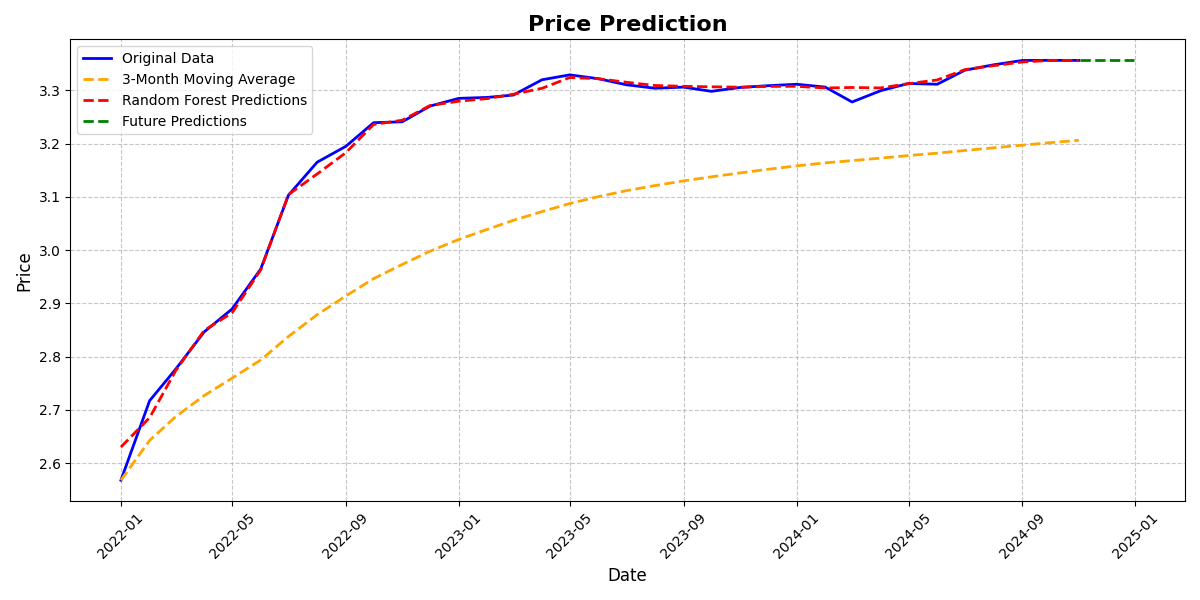 Price Prediction
Original Data
3-Month Moving Average
Random Forest Predictions
Future Predictions
Price
3.3
3.2
3.1
3.0
2.9
2.8
2.7
2.6
2022-01
2022-05
2022-09
2023-01
2023-05
2023-09
2024-01
2024-05
2024-09
2025-01
Date